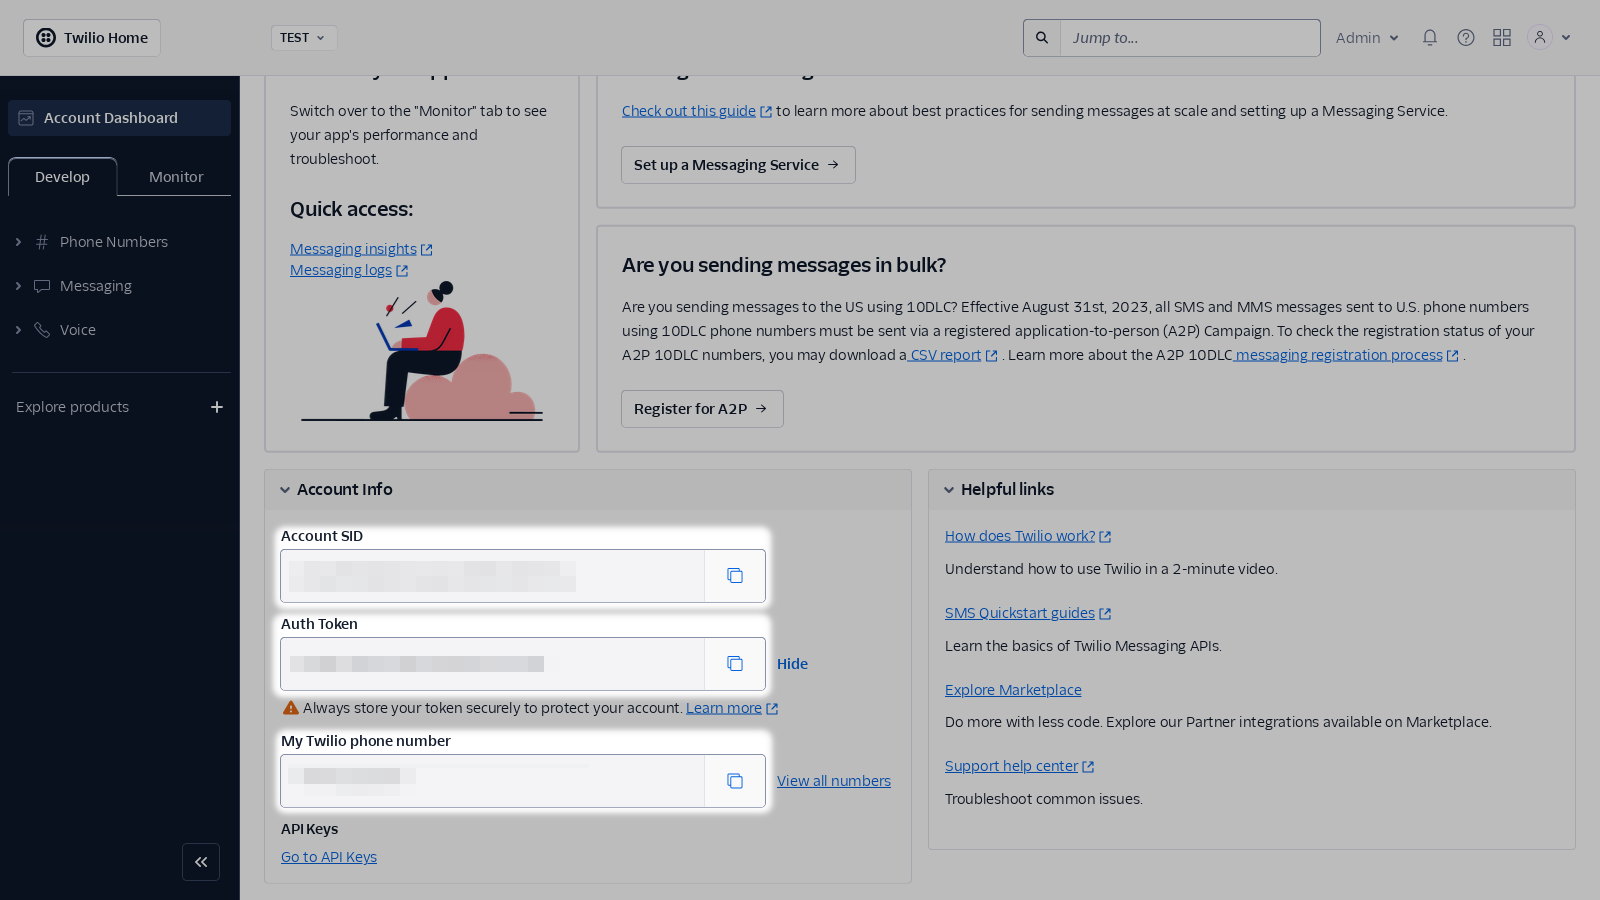 Twilio Home
TEST
Jump to...
Admin
Account Dashboard
Develop
Monitor
Phone Numbers
Messaging
Voice
Explore products
Switch over to the "Monitor" tab to see
your app's performance and
troubleshoot.
Quick access:
Messaging insights
Messaging logs
Check out this guide to learn more about best practices for sending messages at scale and setting up a Messaging Service.
Set up a Messaging Service
Are you sending messages in bulk?
Are you sending messages to the US using 10DLC? Effective August 31st, 2023, all SMS and MMS messages sent to U.S. phone numbers
using 10DLC phone numbers must be sent via a registered application-to-person (A2P) Campaign. To check the registration status of your
A2P 10DLC numbers, you may download a CSV report . Learn more about the A2P 10DLC messaging registration process .
Register for A2P
Account Info
Account SID
Auth Token
Hide
Always store your token securely to protect your account. Learn more
My Twilio phone number
View all numbers
API Keys
Go to API Keys
Helpful links
How does Twilio work?
Understand how to use Twilio in a 2-minute video.
SMS Quickstart guides
Learn the basics of Twilio Messaging APIs.
Explore Marketplace
Do more with less code. Explore our Partner integrations available on Marketplace.
Support help center
Troubleshoot common issues.